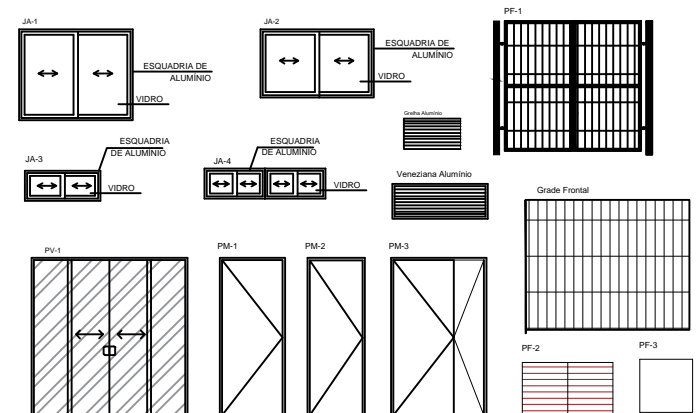 JA-1
JA-2
PF-1
ESQUADRIA DE
ALUMÍNIO
VIDRO
ESQUADRIA DE
ALUMÍNIO
VIDRO
Grelha Alumínio
JA-3
ESQUADRIA
DE ALUMÍNIO
VIDRO
JA-4
ESQUADRIA
DE ALUMÍNIO
VIDRO
Veneziana Alumínio
Grade Frontal
PV-1
PM-1
PM-2
PM-3
PF-2
PF-3